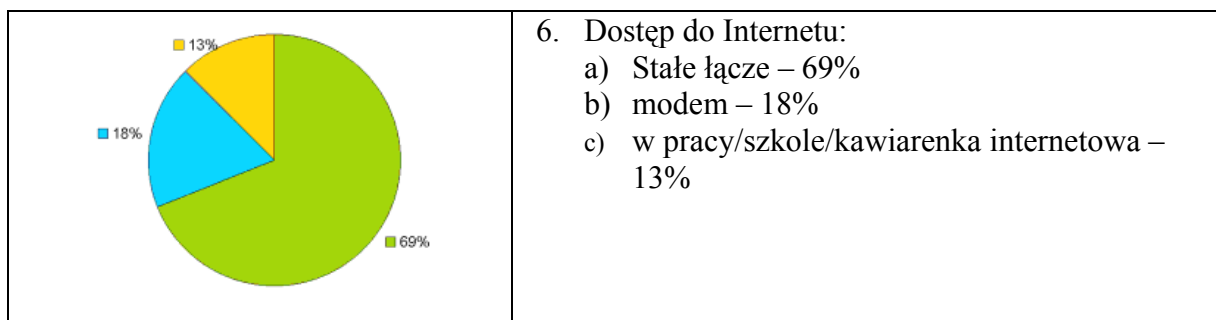 13%
18%
69%
6. Dostęp do Internetu:
a) Stałe łącze – 69%
b) modem – 18%
c) w pracy/szkole/kawiarenka internetowa –
13%